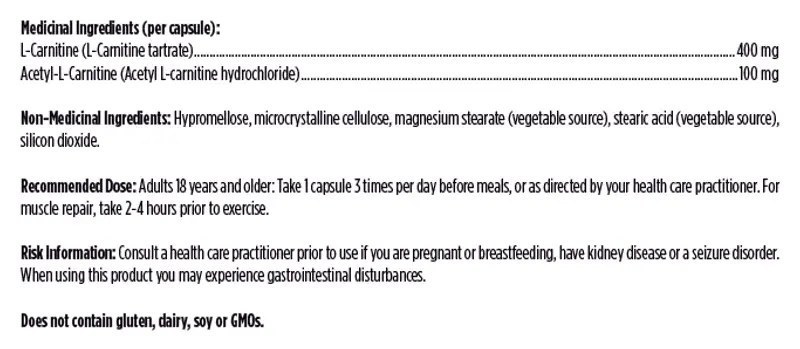 Medicinal Ingredients (per capsule):
L-Carnitine (L-Carnitine tartrate)........................................................................................................................................................................400 mg
Acetyl-L-Carnitine (Acetyl L-carnitine hydrochloride).......................................................................................................................................100 mg
Non-Medicinal Ingredients: Hypromellose, microcrystalline cellulose, magnesium stearate (vegetable source), stearic acid (vegetable source),
silicon dioxide.
Recommended Dose: Adults 18 years and older: Take 1 capsule 3 times per day before meals, or as directed by your health care practitioner. For
muscle repair, take 2-4 hours prior to exercise.
Risk Information: Consult a health care practitioner prior to use if you are pregnant or breastfeeding, have kidney disease or a seizure disorder.
When using this product you may experience gastrointestinal disturbances.
Does not contain gluten, dairy, soy or GMOs.